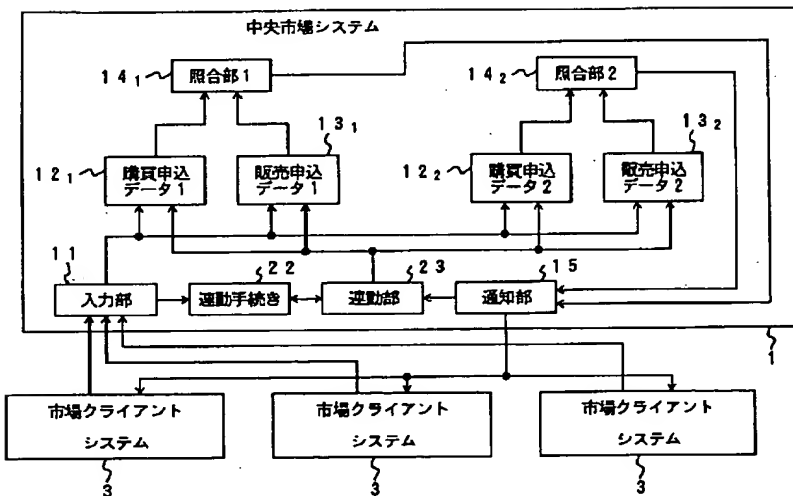 中央市場システム
14₁
照合部1
14₂
照合部2
12₁
購買申込
データ1
13₁
販売申込
データ1
12₂
購買申込
データ2
13₂
販売申込
データ2
11
入力部
22
連動手続き
23
連動部
15
通知部
1
市場クライアント
システム
3
市場クライアント
システム
3
市場クライアント
システム
3